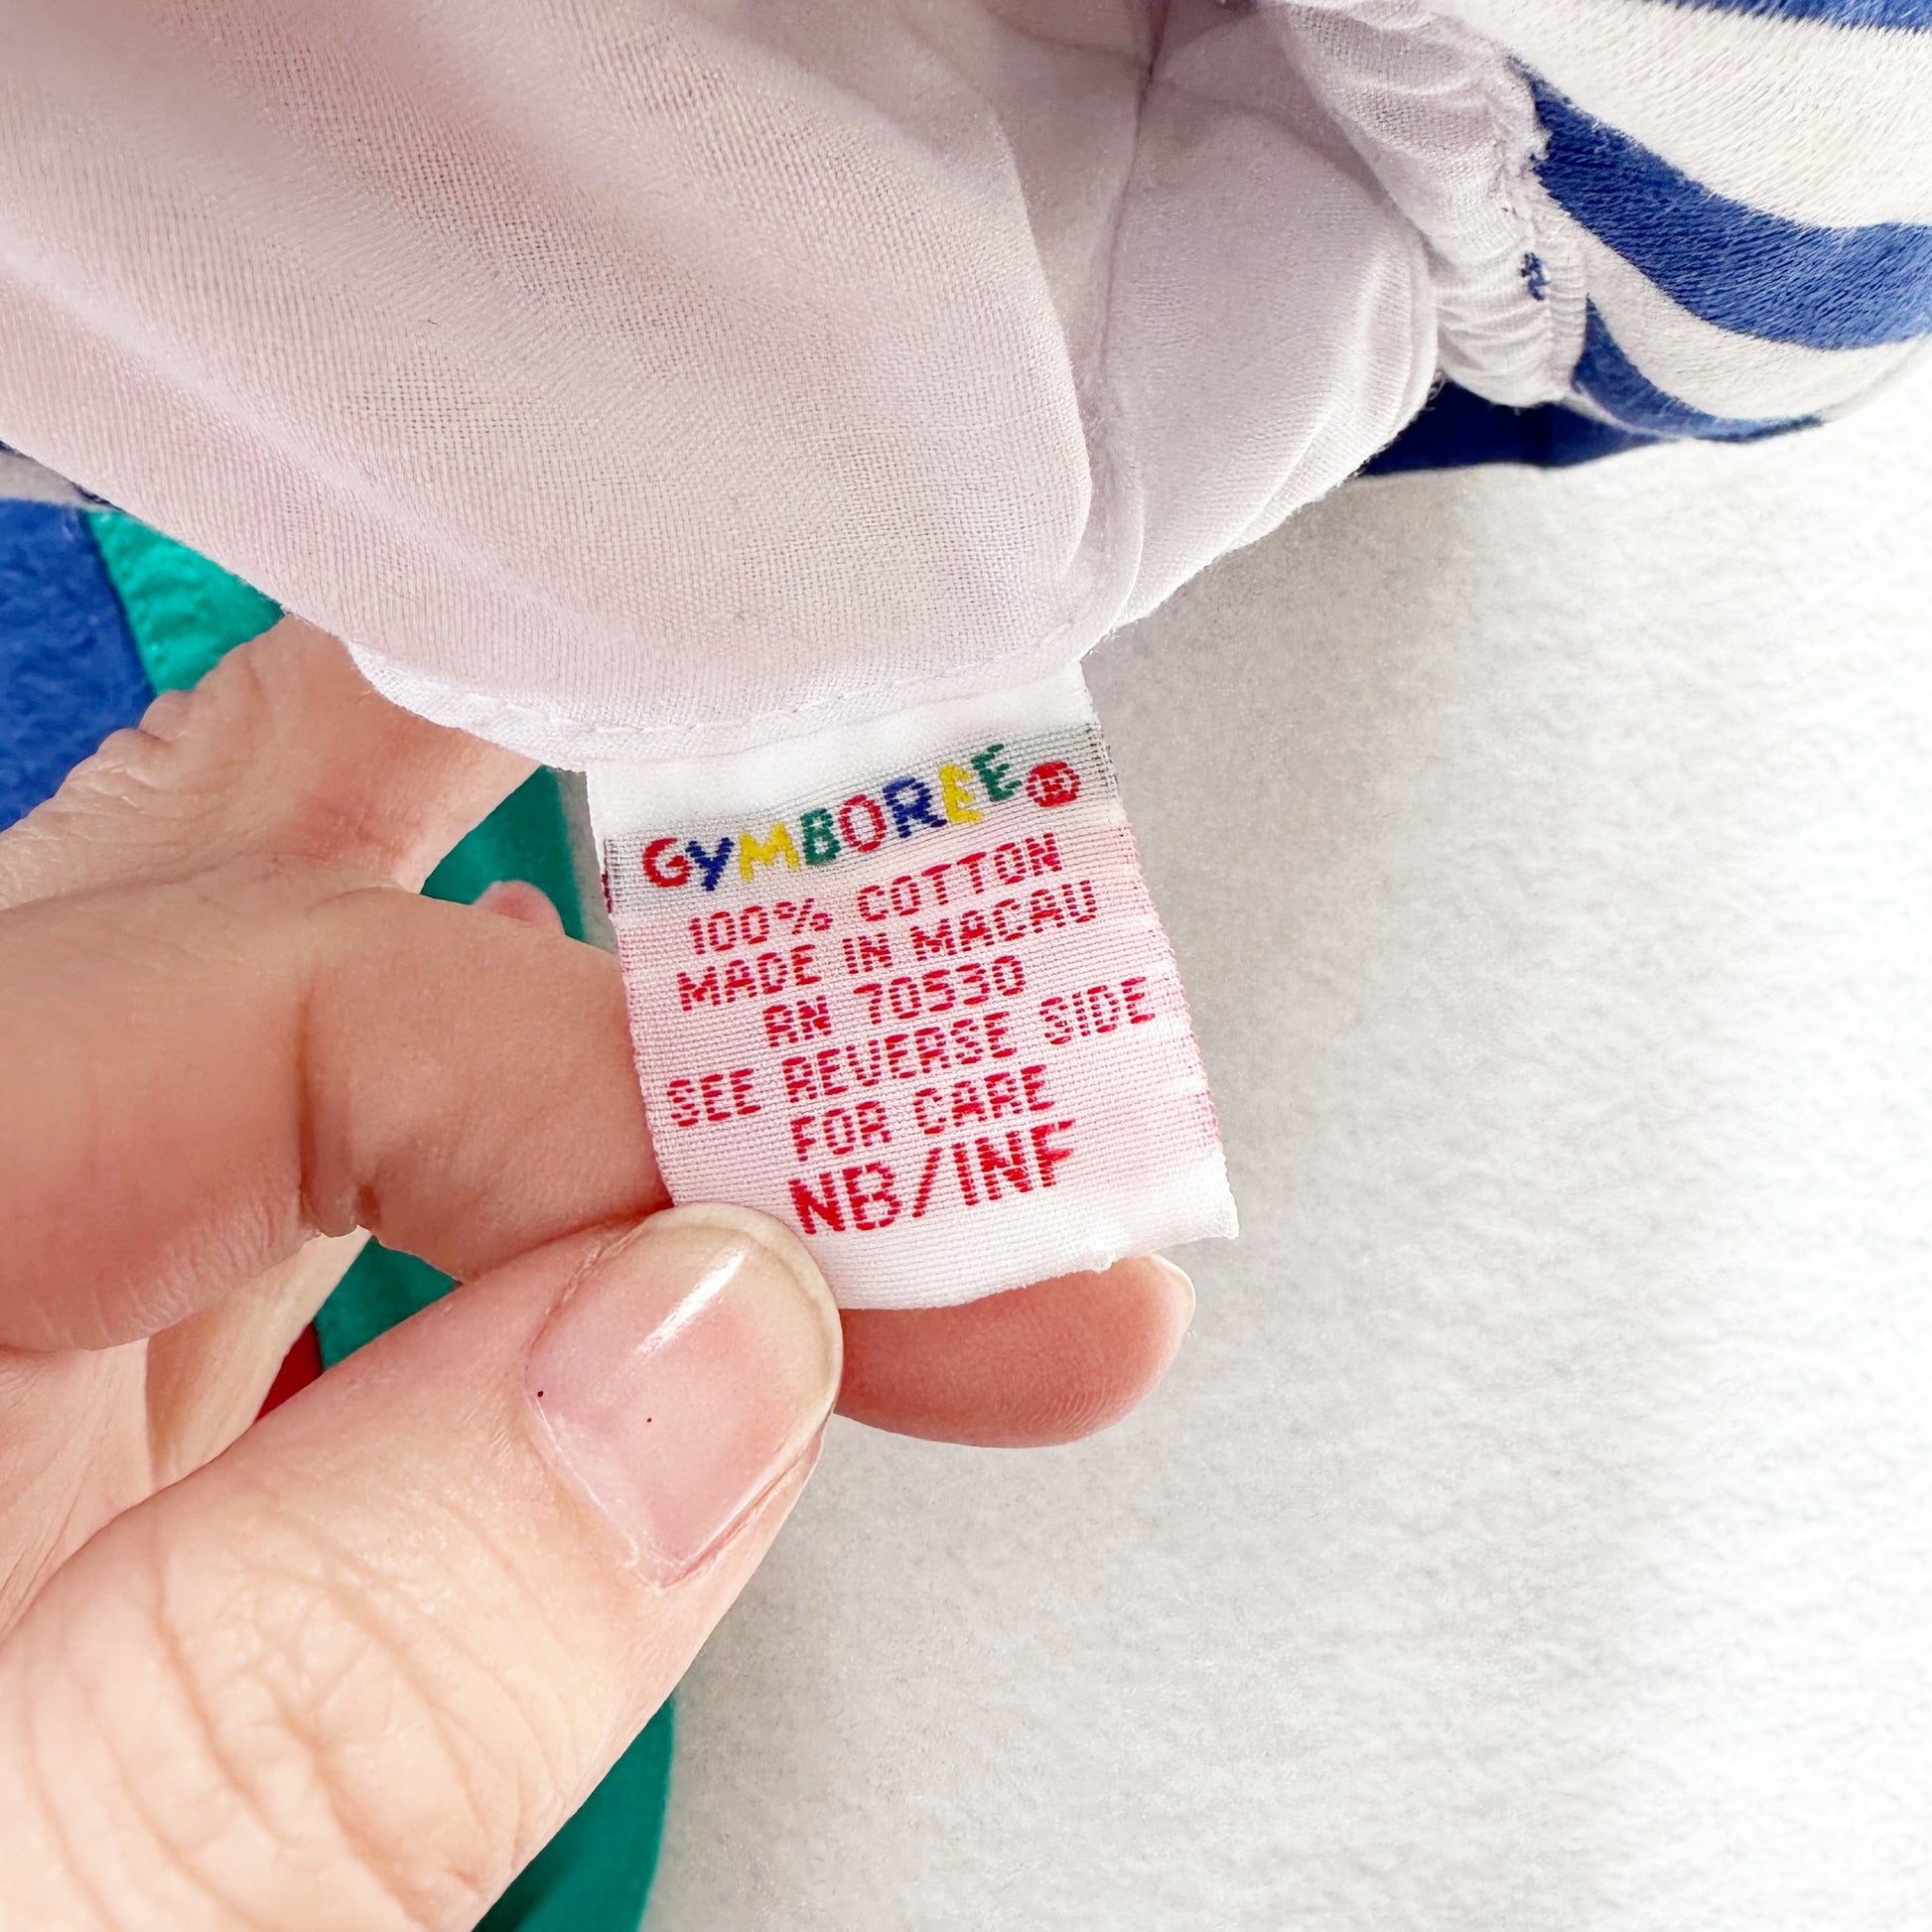 GYMBOREE®
100% COTTON
MADE IN MACAU
RN 70530
SEE REVERSE SIDE
FOR CARE
NB/INF